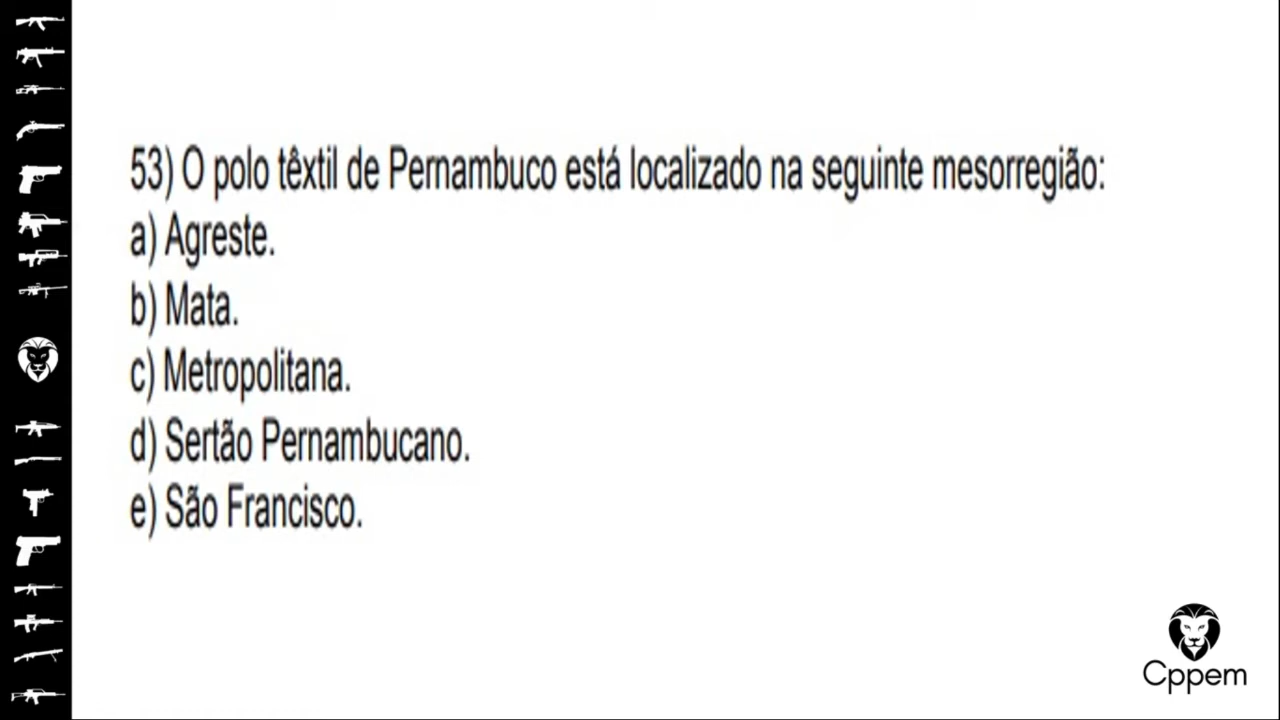 53) O polo têxtil de Pernambuco está localizado na seguinte mesorregião:
a) Agreste.
b) Mata.
c) Metropolitana.
d) Sertão Pernambucano.
e) São Francisco.
Cppem